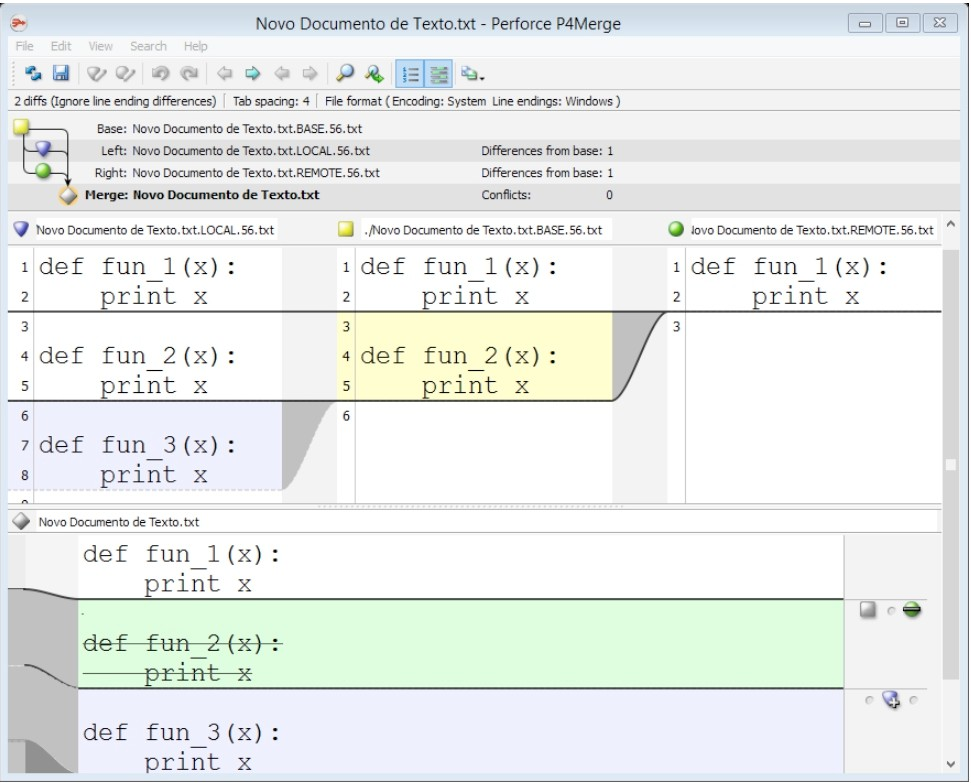 Novo Documento de Texto.txt - Perforce P4Merge
File Edit View Search Help
2 diffs (Ignore line ending differences) Tab spacing: 4 File format (Encoding: System Line endings: Windows )
Base: Novo Documento de Texto.txt.BASE.56.txt
Left: Novo Documento de Texto.txt.LOCAL.56.txt Differences from base: 1
Right: Novo Documento de Texto.txt.REMOTE.56.txt Differences from base: 1
Merge: Novo Documento de Texto.txt Conflicts: 0
Novo Documento de Texto.txt.LOCAL.56.txt ./Novo Documento de Texto.txt.BASE.56.txt lovo Documento de Texto.txt.REMOTE.56.txt
1 def fun_1(x): 1 def fun_1(x): 1 def fun_1(x):
2 print x 2 print x 2 print x
3 3 3
4 def fun_2(x): 4 def fun_2(x):
5 print x 5 print x
6 6
7 def fun_3(x):
8 print x
Novo Documento de Texto.txt
def fun_1(x):
print x
def fun_2(x):
print x
def fun_3(x):
print x